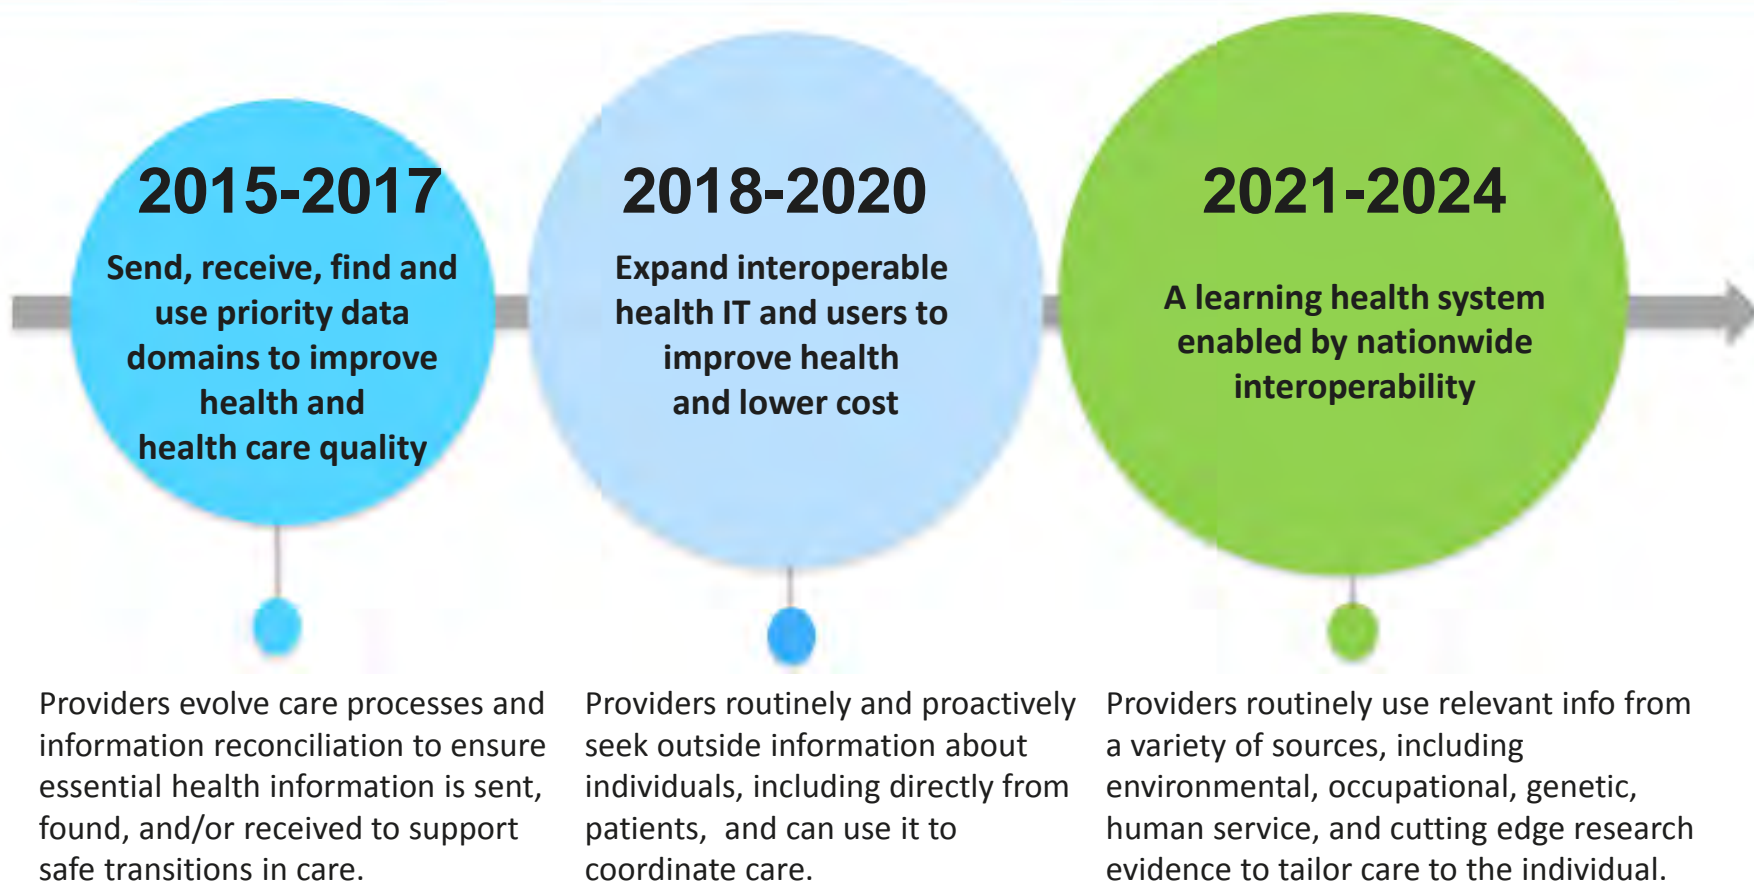 2015-2017
Send, receive, find and
use priority data
domains to improve
health and
health care quality
2018-2020
Expand interoperable
health IT and users to
improve health
and lower cost
2021-2024
A learning health system
enabled by nationwide
interoperability
Providers evolve care processes and
information reconciliation to ensure
essential health information is sent,
found, and/or received to support
safe transitions in care.
Providers routinely and proactively
seek outside information about
individuals, including directly from
patients,  and can use it to
coordinate care.
Providers routinely use relevant info from
a variety of sources, including
environmental, occupational, genetic,
human service, and cutting edge research
evidence to tailor care to the individual.